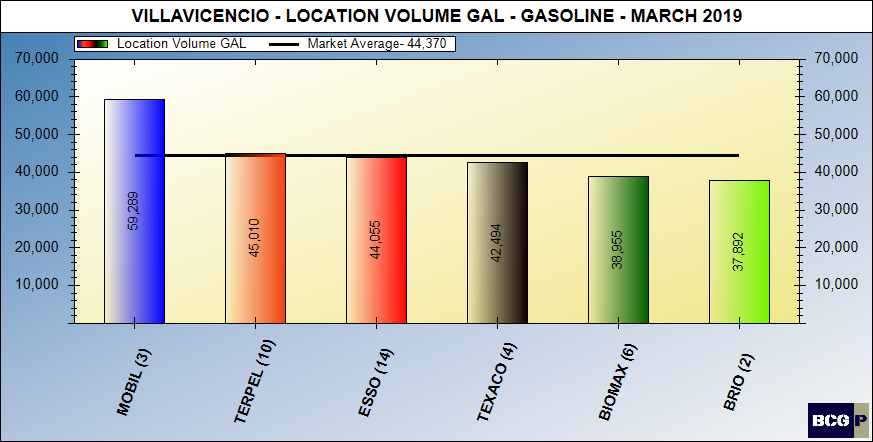 VILLAVICENCIO - LOCATION VOLUME GAL - GASOLINE - MARCH 2019
Location Volume GAL Market Average- 44,370
70,000 70,000
60,000 60,000
50,000 50,000
40,000 40,000
30,000 30,000
20,000 20,000
10,000 10,000
59,289 45,010 44,055 42,494 38,955 37,892
MOBIL (3) TERPEL (10) ESSO (14) TEXACO (4) BIOMAX (6) BRIO (2)
BCG P